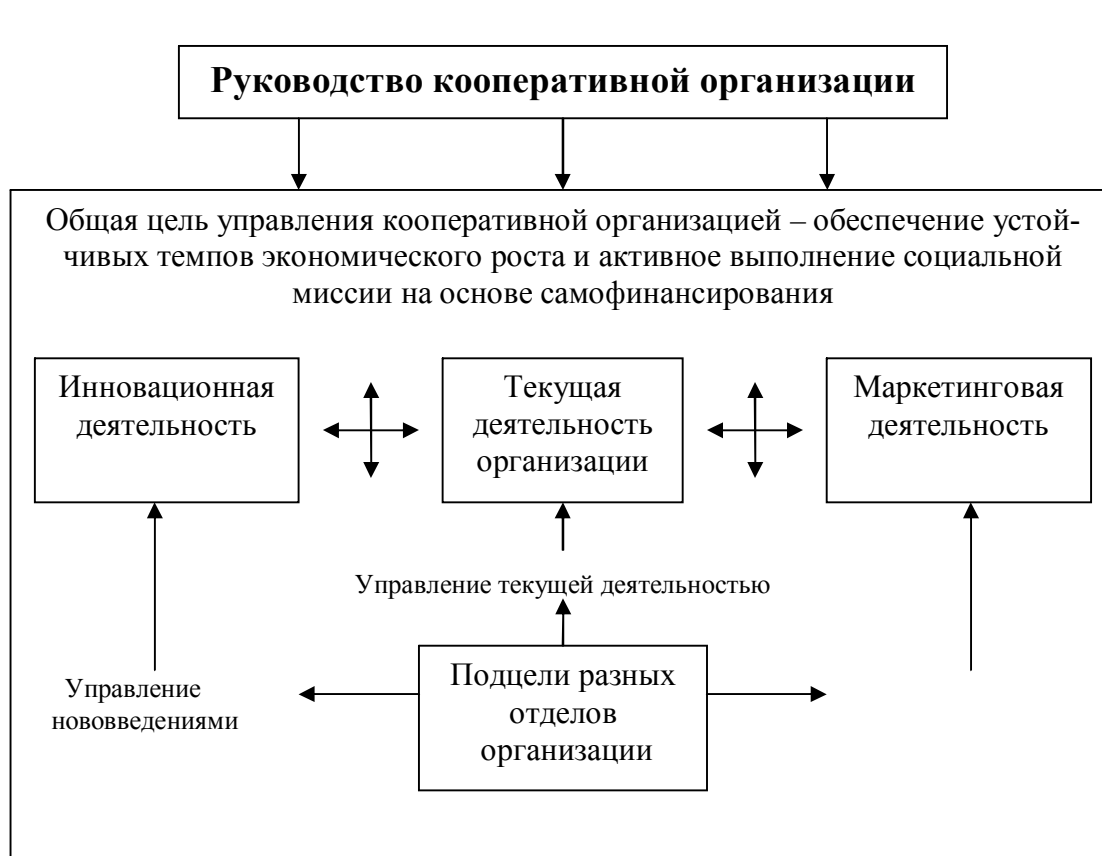 Руководство кооперативной организации
Общая цель управления кооперативной организацией – обеспечение устой-
чивых темпов экономического роста и активное выполнение социальной
миссии на основе самофинансирования
Инновационная
деятельность
Текущая
деятельность
организации
Маркетинговая
деятельность
Управление текущей деятельностью
Управление
нововведениями
Подцели разных
отделов
организации